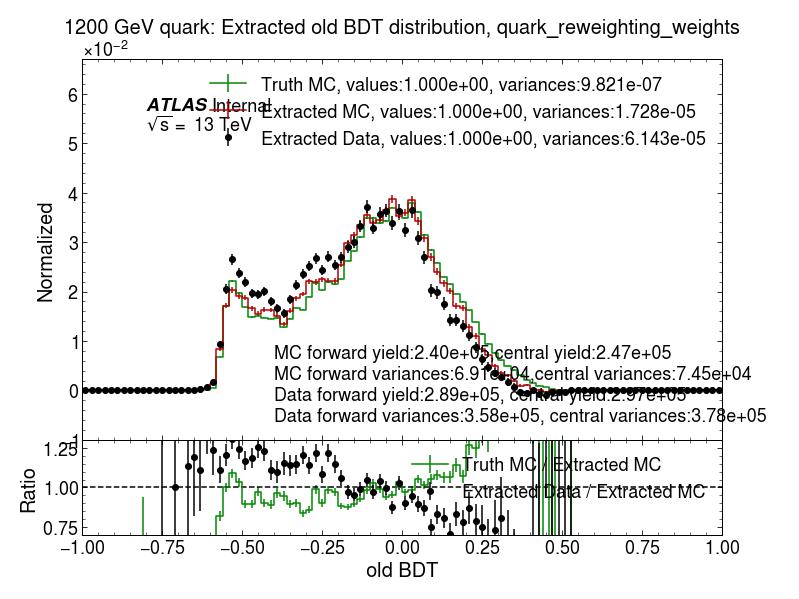 1200 GeV quark: Extracted old BDT distribution, quark_reweighting_weights
×10⁻²
Truth MC, values:1.000e+00, variances:9.821e-07
ATLAS Internal
Extracted MC, values:1.000e+00, variances:1.728e-05
√s = 13 TeV
Extracted Data, values:1.000e+00, variances:6.143e-05
6
5
4
3
2
1
0
−1
Normalized
MC forward yield:2.40e+05, central yield:2.47e+05
MC forward variances:6.91e+04, central variances:7.45e+04
Data forward yield:2.89e+05, central yield:2.97e+05
Data forward variances:3.58e+05, central variances:3.78e+05
1.25
1.00
0.75
Ratio
Truth MC / Extracted MC
Extracted Data / Extracted MC
−1.00 −0.75 −0.50 −0.25 0.00 0.25 0.50 0.75 1.00
old BDT